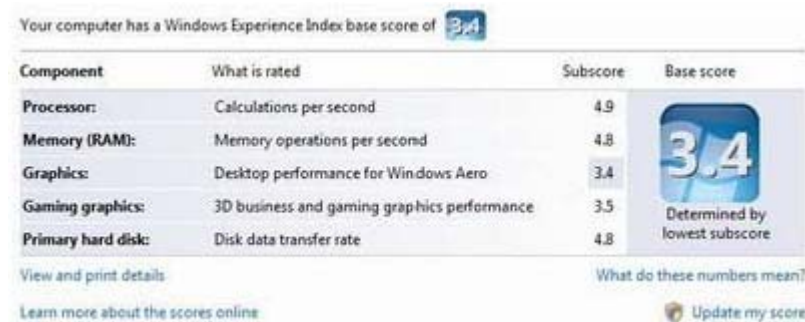 Your computer has a Windows Experience Index base score of 3.4
Component What is rated Subscore Base score
Processor: Calculations per second 4.9
Memory (RAM): Memory operations per second 4.8
Graphics: Desktop performance for Windows Aero 3.4
Gaming graphics: 3D business and gaming graphics performance 3.5
Primary hard disk: Disk data transfer rate 4.8
3.4
Determined by
lowest subscore
View and print details What do these numbers mean?
Learn more about the scores online Update my score